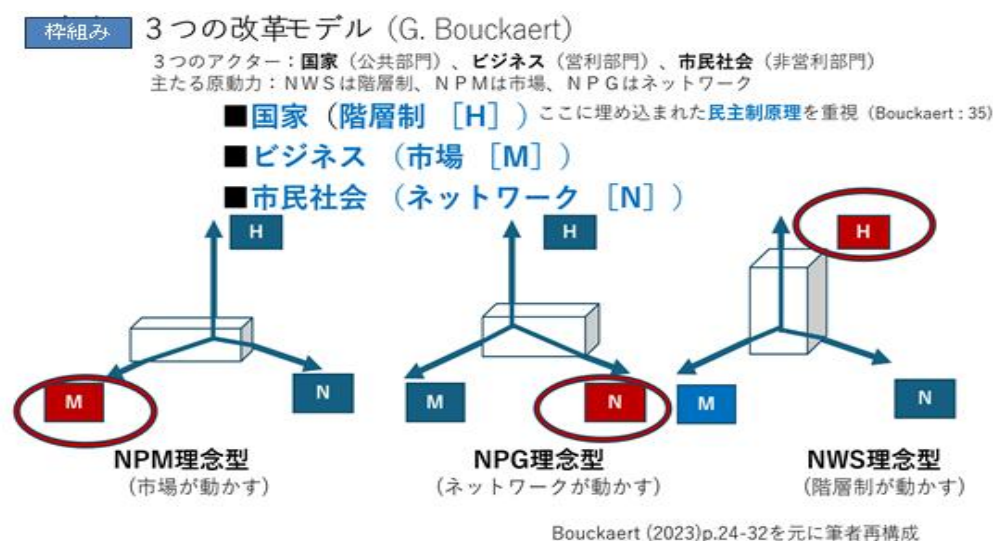 枠組み
３つの改革モデル（G. Bouckaert）
３つのアクター：国家（公共部門）、ビジネス（営利部門）、市民社会（非営利部門）
主たる原動力：ＮＷＳは階層制、ＮＰＭは市場、ＮＰＧはネットワーク
■国家（階層制 ［H］）ここに埋め込まれた民主制原理を重視（Bouckaert : 35)
■ビジネス （市場 ［M］）
■市民社会 （ネットワーク ［N］）
H
M
N
NPM理念型
(市場が動かす)
H
M
N
NPG理念型
(ネットワークが動かす)
H
M
N
NWS理念型
(階層制が動かす)
Bouckaert (2023)p.24-32を元に筆者再構成